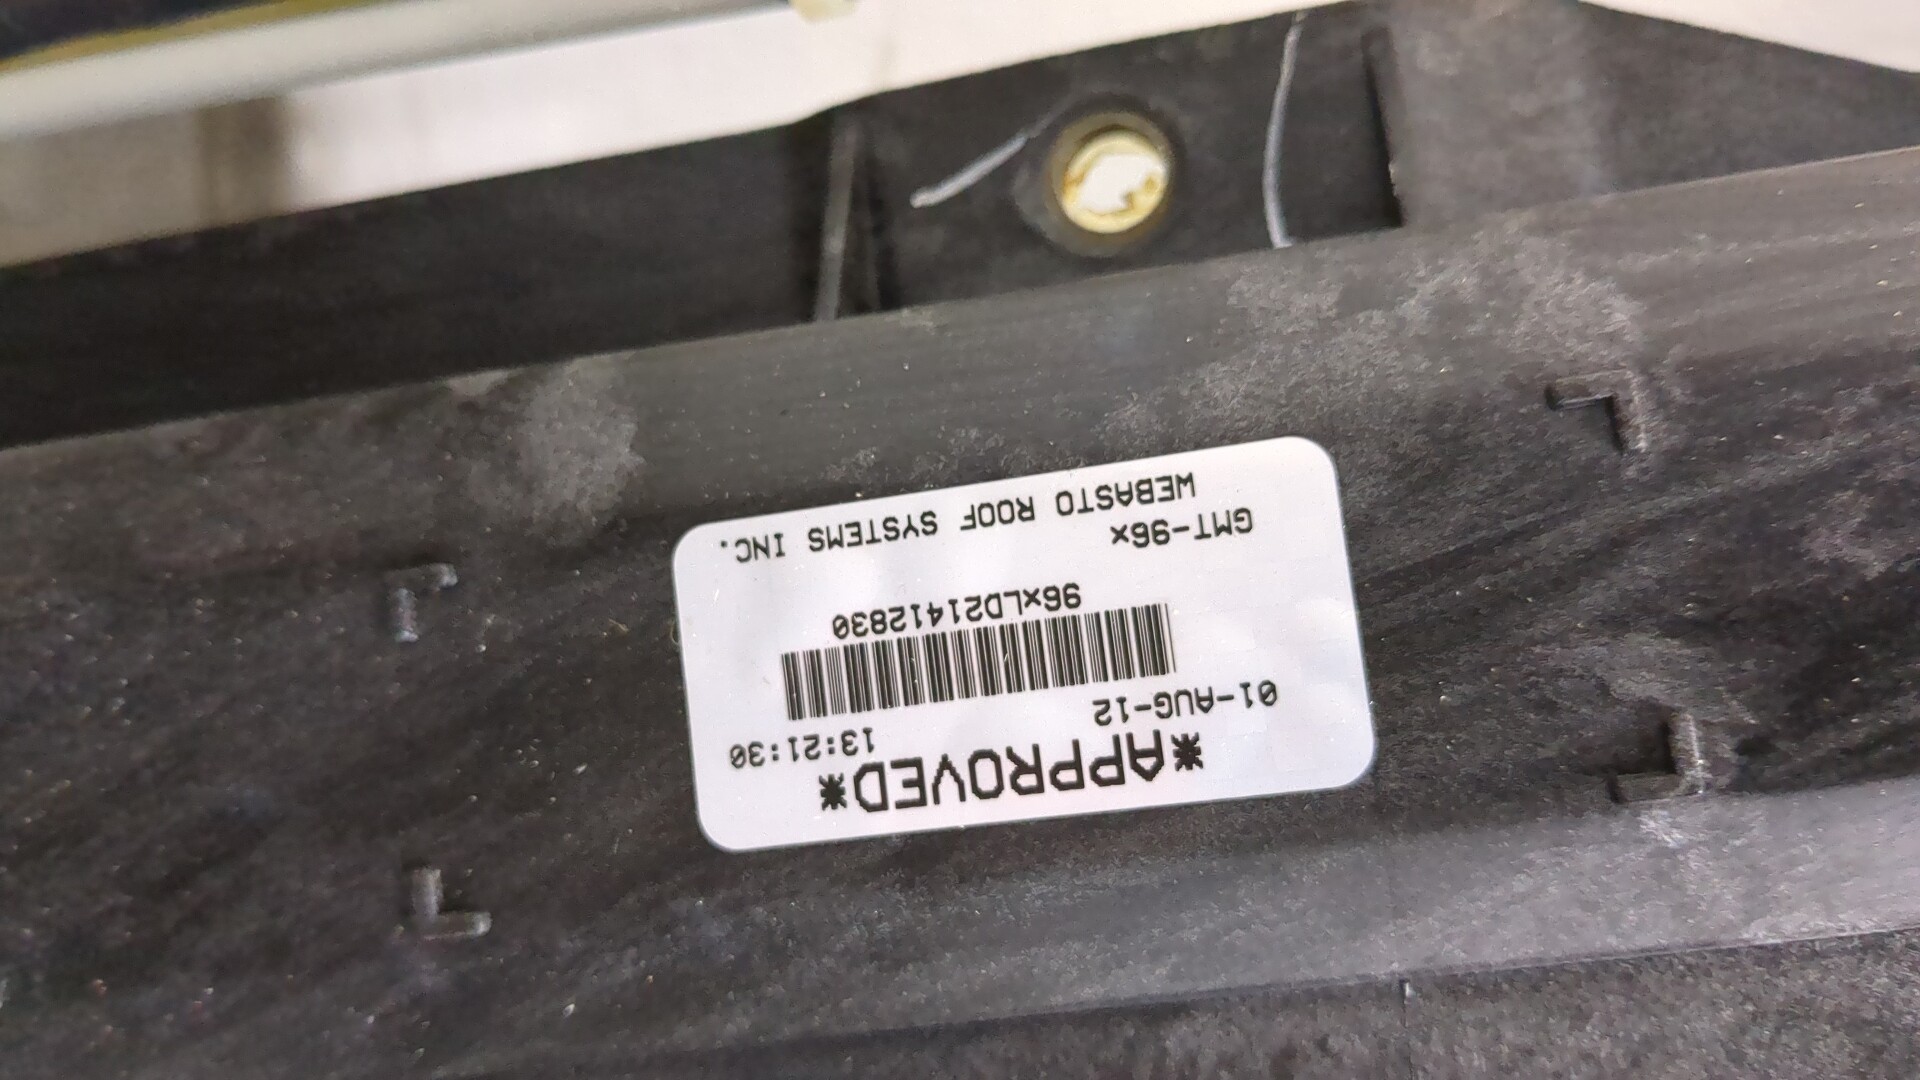 *APPROVED*
01-AUG-12 13:21:30
96xLD21412830
GMT-96x
WEBASTO ROOF SYSTEMS INC.